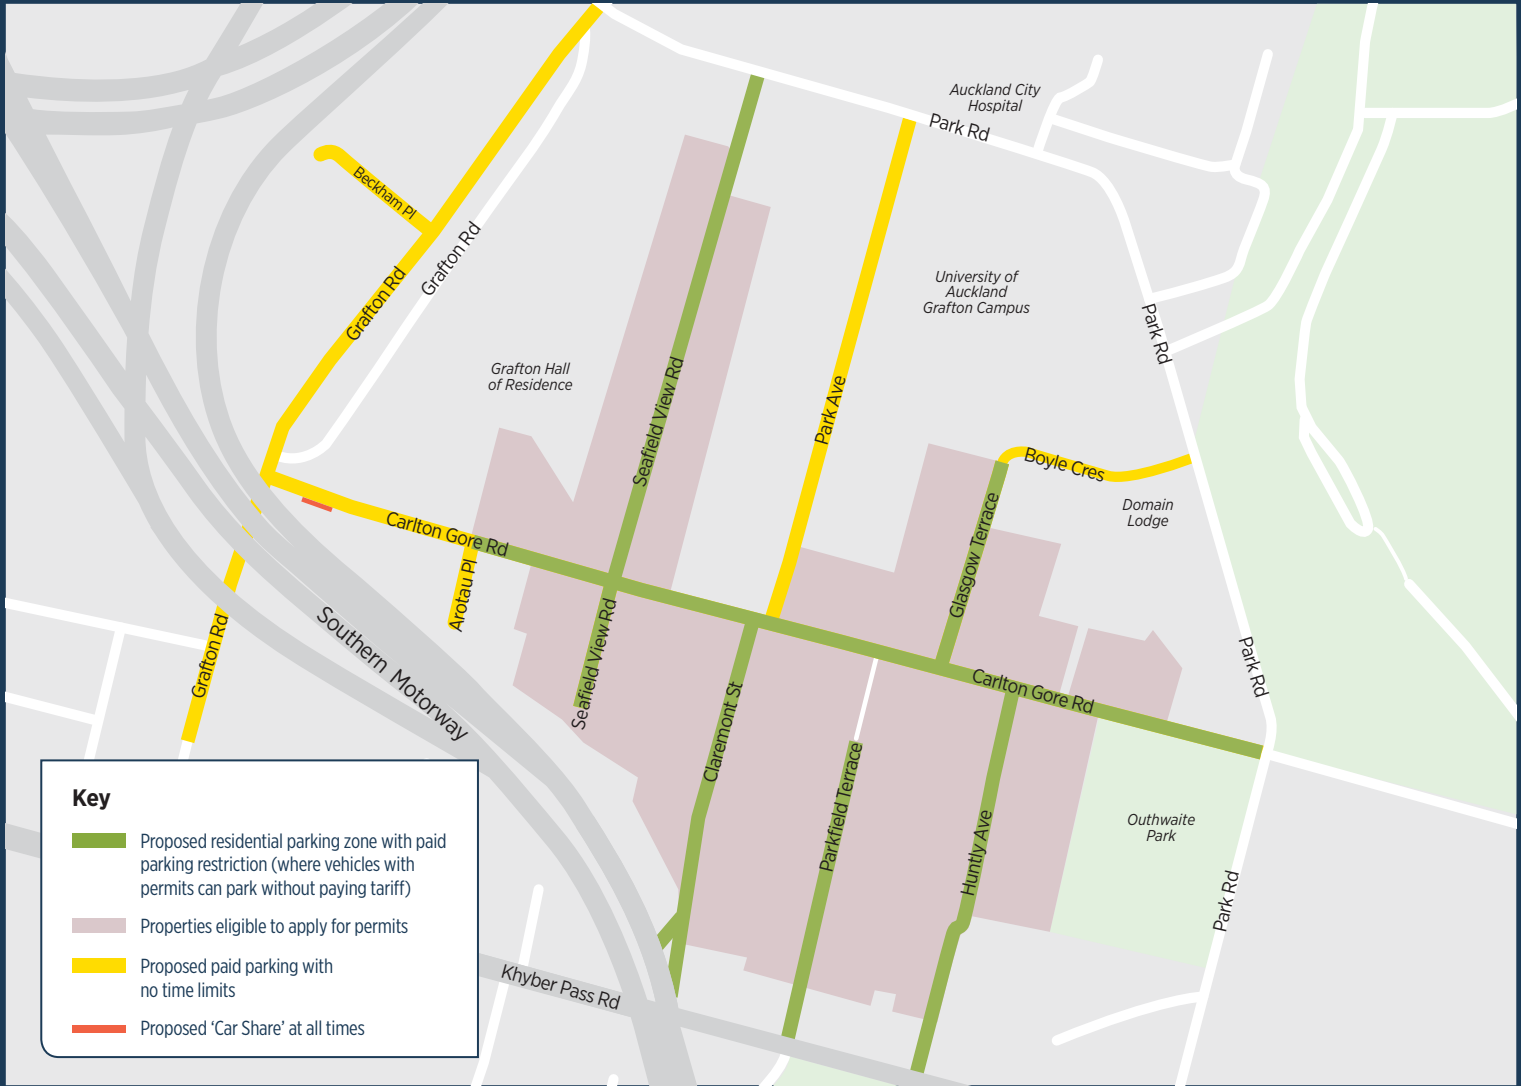 Auckland City
Hospital
Park Rd
Beckham Pl
Grafton Rd
Grafton Rd
University of
Auckland
Grafton Campus
Park Rd
Grafton Hall
of Residence
Seafield View Rd
Park Ave
Boyle Cres
Domain
Lodge
Carlton Gore Rd
Glasgow Terrace
Arotau Pl
Grafton Rd
Southern Motorway
Seafield View Rd
Claremont St
Carlton Gore Rd
Park Rd
Parkfield Terrace
Huntly Ave
Outhwaite
Park
Park Rd
Khyber Pass Rd
Key
Proposed residential parking zone with paid
parking restriction (where vehicles with
permits can park without paying tariff)
Properties eligible to apply for permits
Proposed paid parking with
no time limits
Proposed ‘Car Share’ at all times